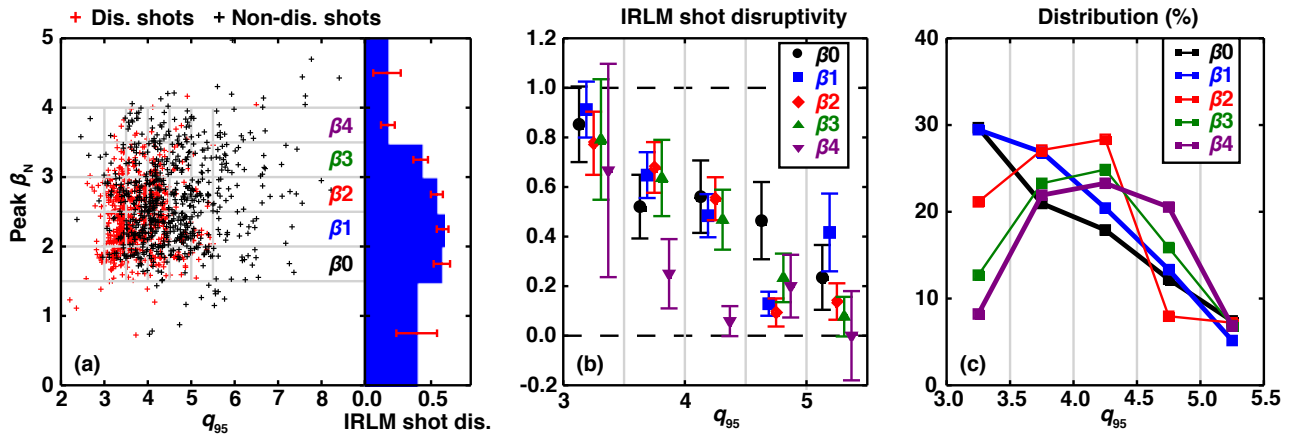 + Dis. shots + Non-dis. shots
IRLM shot disruptivity
Distribution (%)
5
4
3
2
1
0
Peak βN
β4
β3
β2
β1
β0
(a)
2 3 4 5 6 7 8
q95
0.0 0.5
IRLM shot dis.
1.2
1.0
0.8
0.6
0.4
0.2
0.0
-0.2
β0
β1
β2
β3
β4
(b)
3 4 5
q95
40
30
20
10
0
β0
β1
β2
β3
β4
(c)
3.0 3.5 4.0 4.5 5.0 5.5
q95